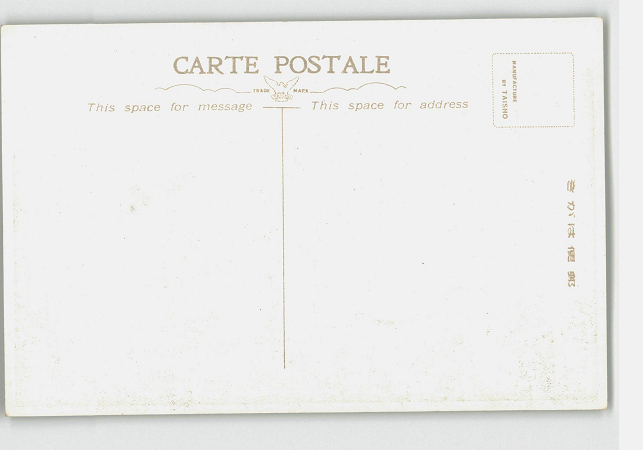 CARTE POSTALE
TRADE MARK
This space for message
This space for address
MANUFACTURE
BY TAISHO
きがは便郵